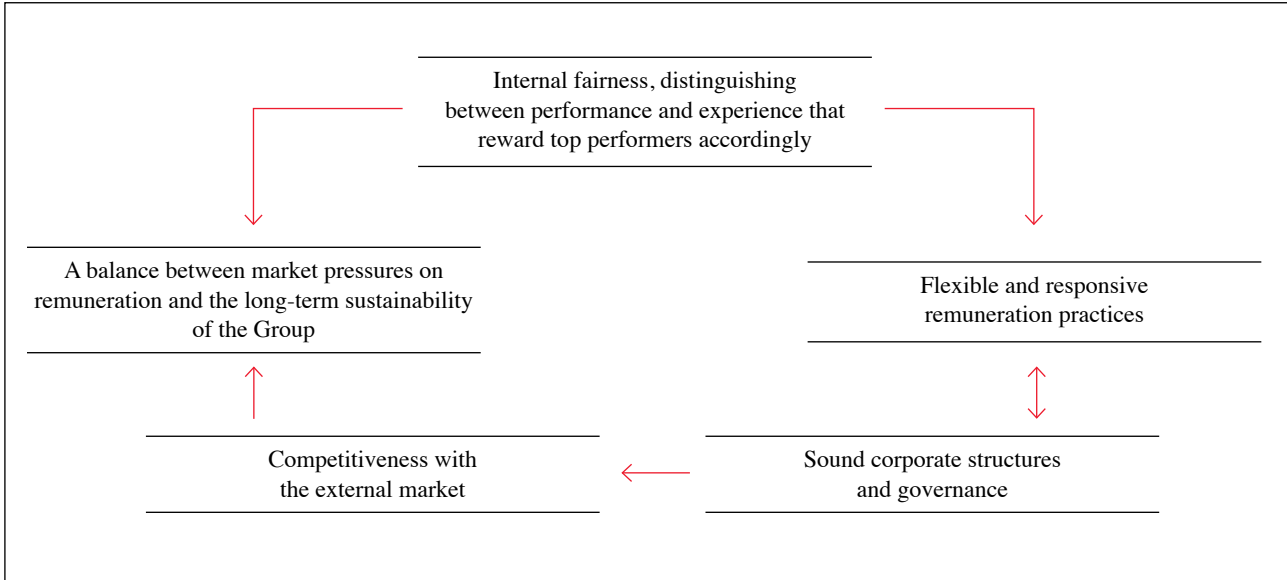 Internal fairness, distinguishing
between performance and experience that
reward top performers accordingly
A balance between market pressures on
remuneration and the long-term sustainability
of the Group
Flexible and responsive
remuneration practices
Competitiveness with
the external market
Sound corporate structures
and governance